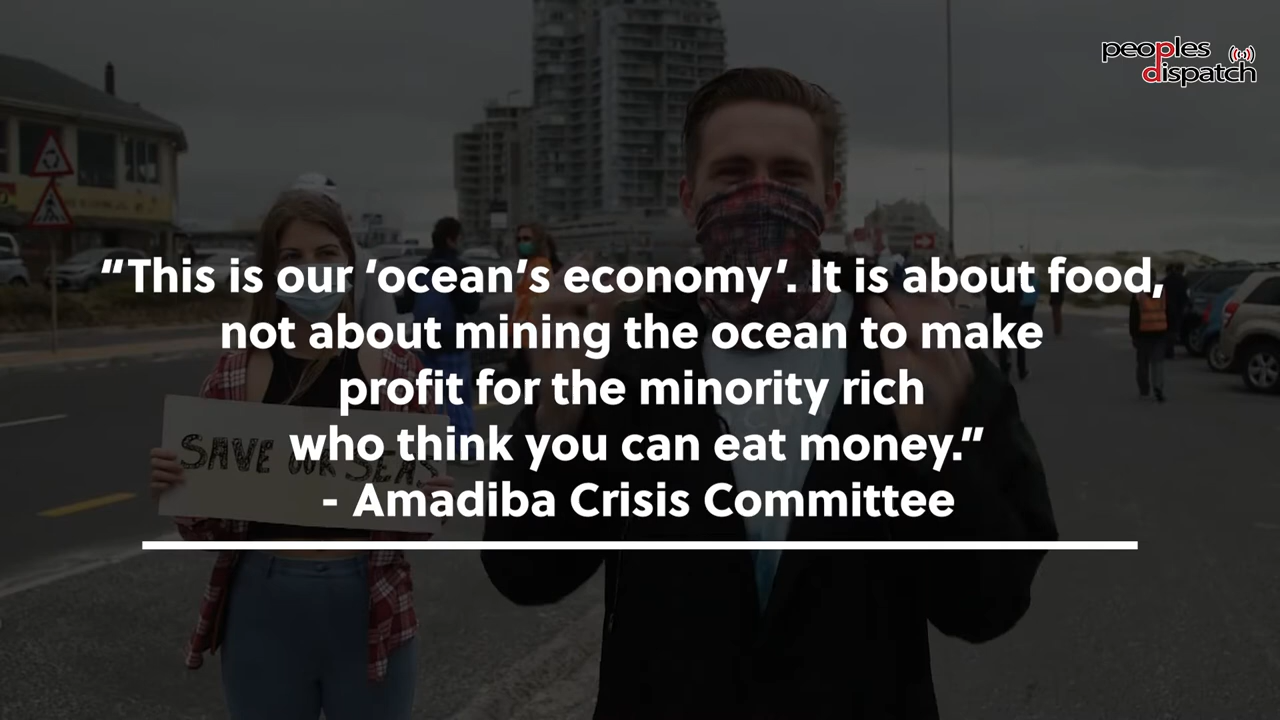 peoples
dispatch
“This is our ‘ocean’s economy’. It is about food,
not about mining the ocean to make
profit for the minority rich
who think you can eat money.”
- Amadiba Crisis Committee
SAVE OUR SEAS